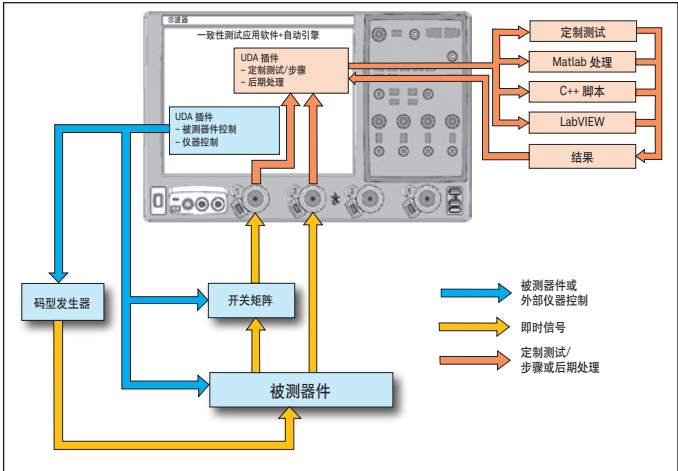 示波器
一致性测试应用软件+自动引擎
UDA 插件
– 定制测试/步骤
– 后期处理
UDA 插件
– 被测器件控制
– 仪器控制
定制测试
Matlab 处理
C++ 脚本
LabVIEW
结果
码型发生器
开关矩阵
被测器件
被测器件或
外部仪器控制
即时信号
定制测试/
步骤或后期处理